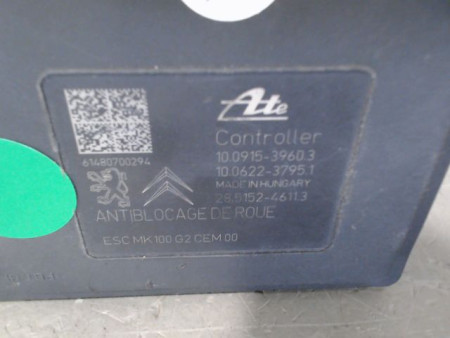 Ate
61480700294
Controller
10.0915-3960.3
10.0622-3795.1
MADE IN HUNGARY
28.5152-4611.3
ANTIBLOCAGE DE ROUE
ESC MK 100 G2 CEM 00